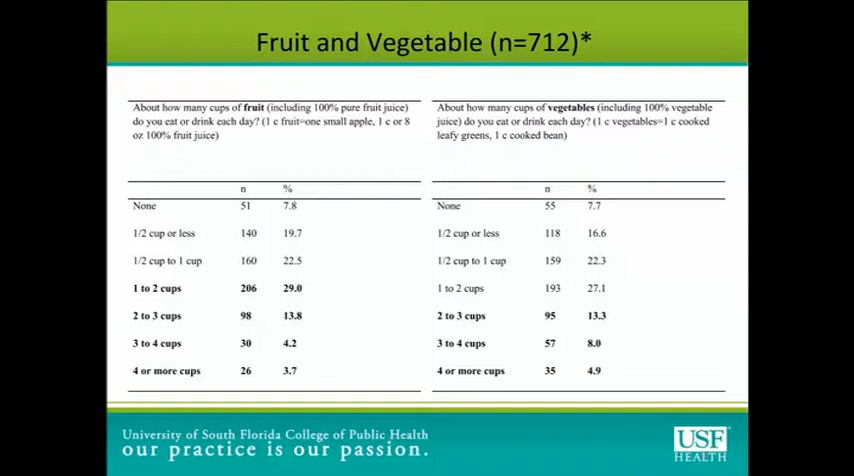 Fruit and Vegetable (n=712)*
About how many cups of fruit (including 100% pure fruit juice)
do you eat or drink each day? (1 c fruit=one small apple, 1 c or 8
oz 100% fruit juice)
n %
None 51 7.8
1/2 cup or less 140 19.7
1/2 cup to 1 cup 160 22.5
1 to 2 cups 206 29.0
2 to 3 cups 98 13.8
3 to 4 cups 30 4.2
4 or more cups 26 3.7
About how many cups of vegetables (including 100% vegetable
juice) do you eat or drink each day? (1 c vegetables=1 c cooked
leafy greens, 1 c cooked bean)
n %
None 55 7.7
1/2 cup or less 118 16.6
1/2 cup to 1 cup 159 22.3
1 to 2 cups 193 27.1
2 to 3 cups 95 13.3
3 to 4 cups 57 8.0
4 or more cups 35 4.9
University of South Florida College of Public Health
our practice is our passion.
USF
HEALTH